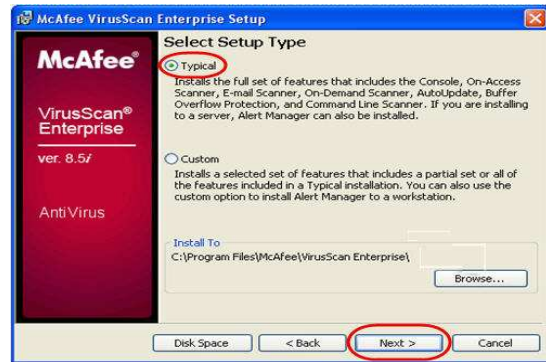 McAfee VirusScan Enterprise Setup
McAfee®
VirusScan®
Enterprise
ver. 8.5i
AntiVirus
Select Setup Type
Typical
Installs the full set of features that includes the Console, On-Access
Scanner, E-mail Scanner, On-Demand Scanner, AutoUpdate, Buffer
Overflow Protection, and Command Line Scanner. If you are installing
to a server, Alert Manager can also be installed.
Custom
Installs a selected set of features that includes a partial set or all of
the features included in a Typical installation. You can also use the
custom option to install Alert Manager to a workstation.
Install To
C:\Program Files\McAfee\VirusScan Enterprise\
Browse...
Disk Space
< Back
Next >
Cancel